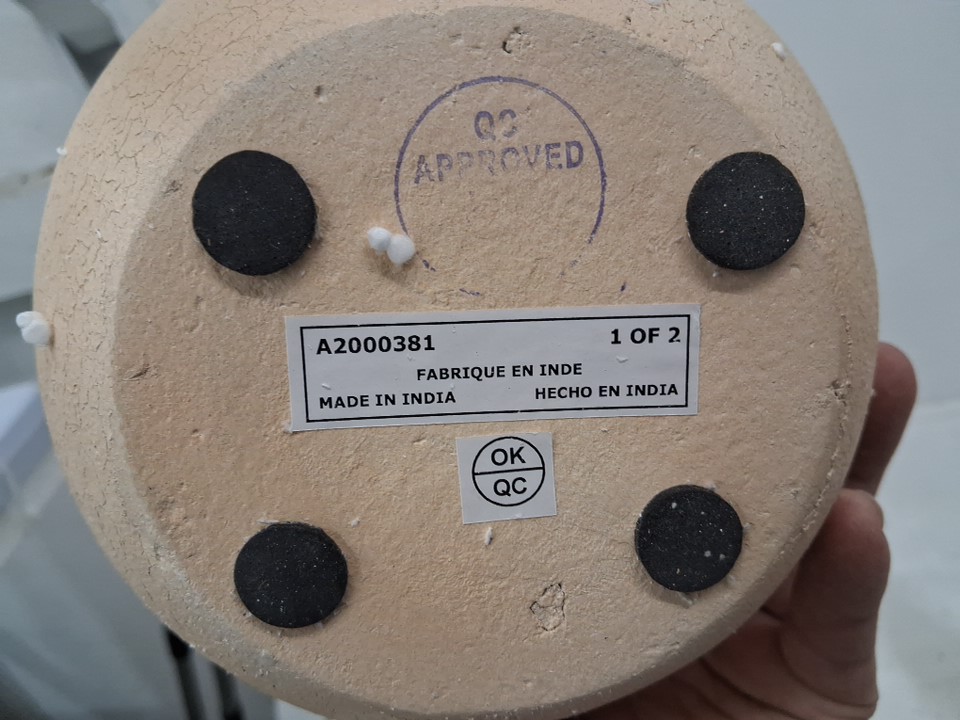 QC
APPROVED
A2000381 1 OF 2
FABRIQUE EN INDE
MADE IN INDIA HECHO EN INDIA
OK
QC